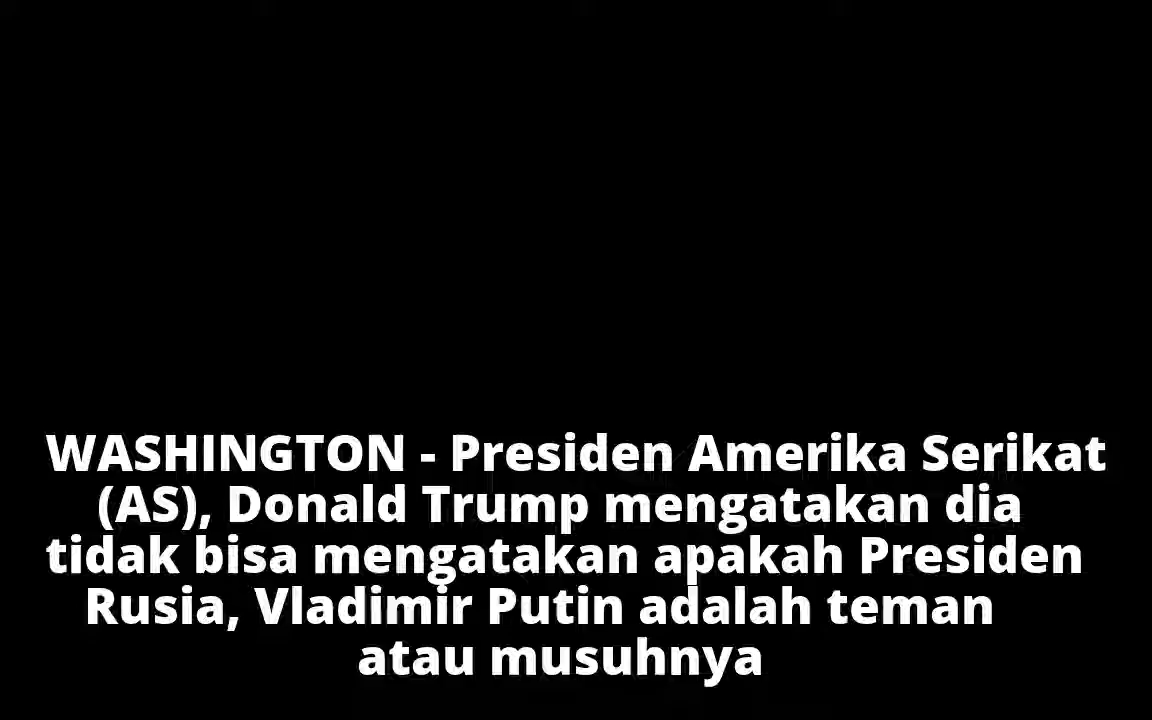 WASHINGTON - Presiden Amerika Serikat
(AS), Donald Trump mengatakan dia
tidak bisa mengatakan apakah Presiden
Rusia, Vladimir Putin adalah teman
atau musuhnya